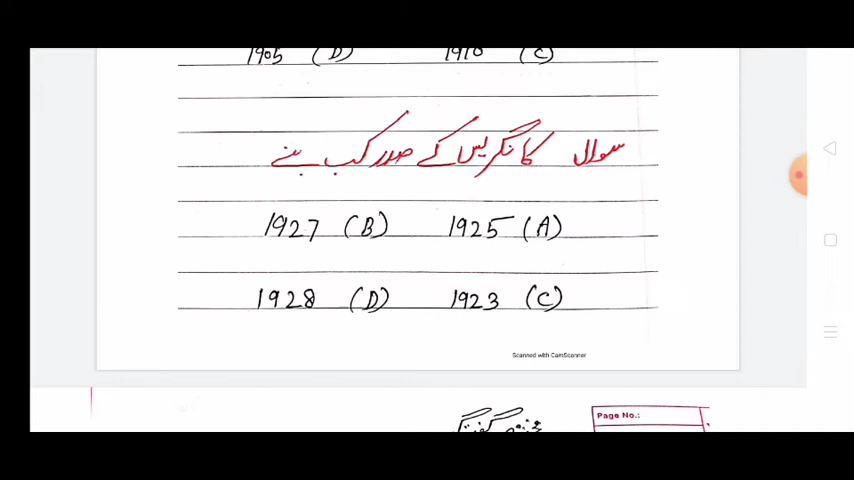 1910 (C) 1905 (D)
سوال کانگریس کے صدر کب بنے
1925 (A) 1927 (B)
1923 (C) 1928 (D)
Scanned with CamScanner
Page No.: